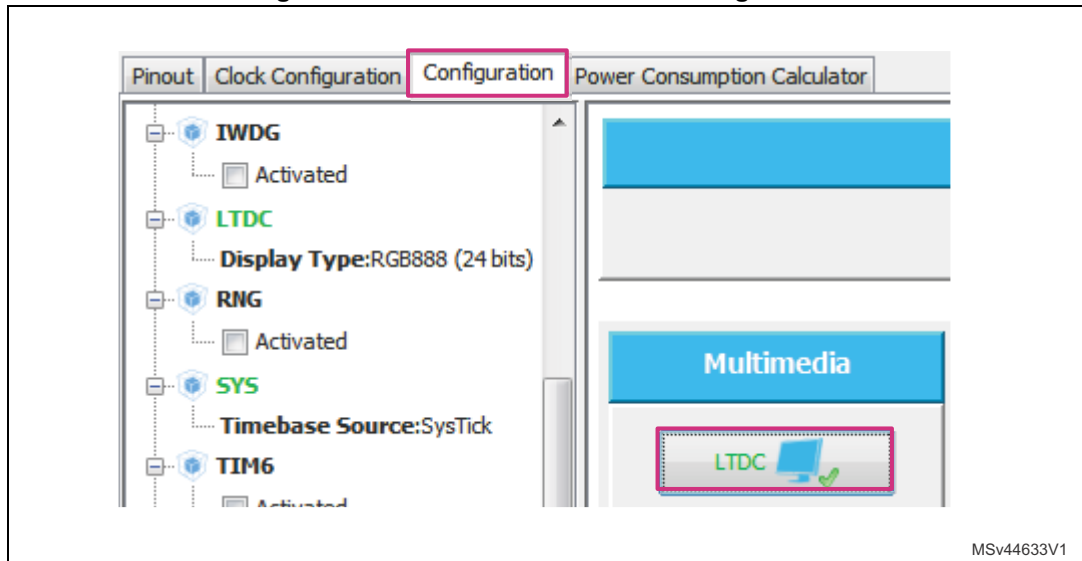 Pinout Clock Configuration Configuration Power Consumption Calculator
IWDG
Activated
LTDC
Display Type:RGB888 (24 bits)
RNG
Activated
SYS
Timebase Source:SysTick
TIM6
Activated
Multimedia
LTDC
MSv44633V1